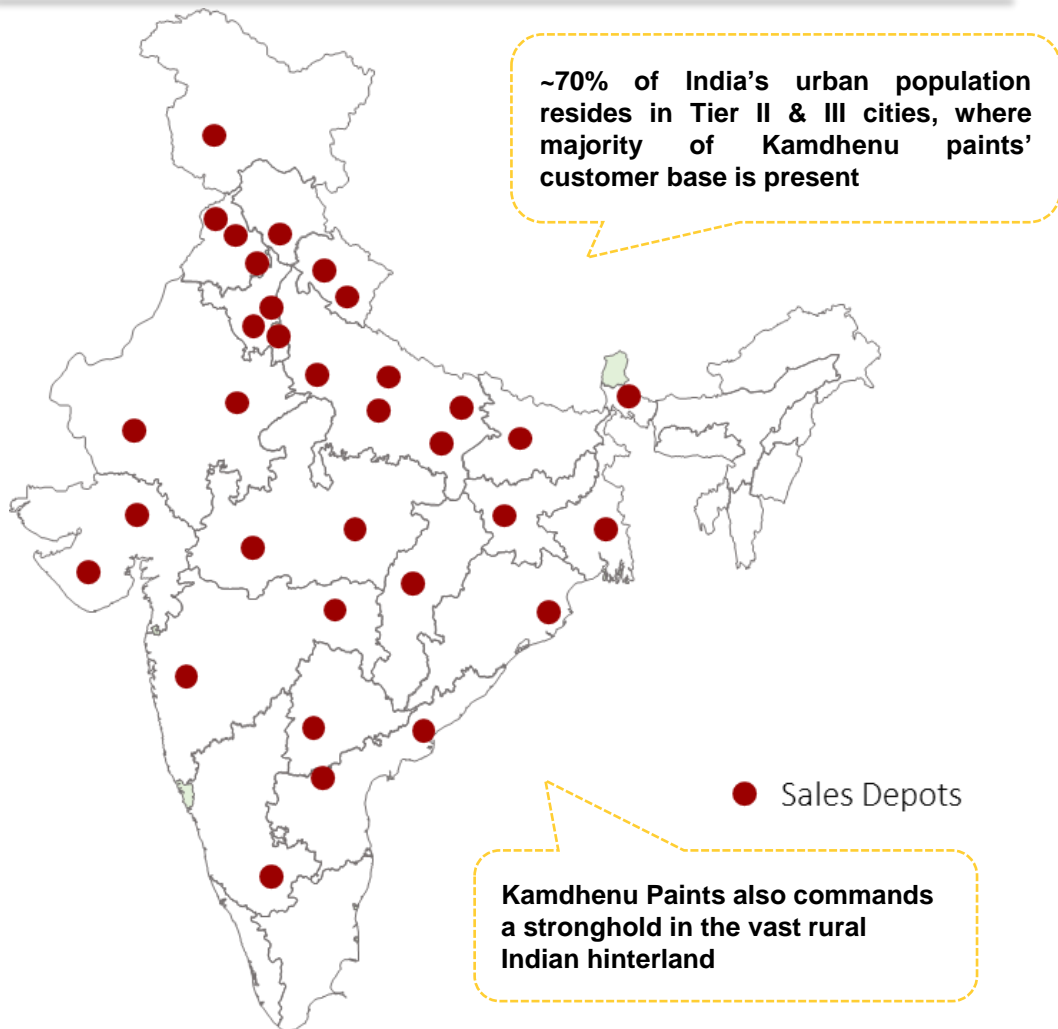 ~70% of India's urban population
resides in Tier II & III cities, where
majority of Kamdhenu paints'
customer base is present
Sales Depots
Kamdhenu Paints also commands
a stronghold in the vast rural
Indian hinterland